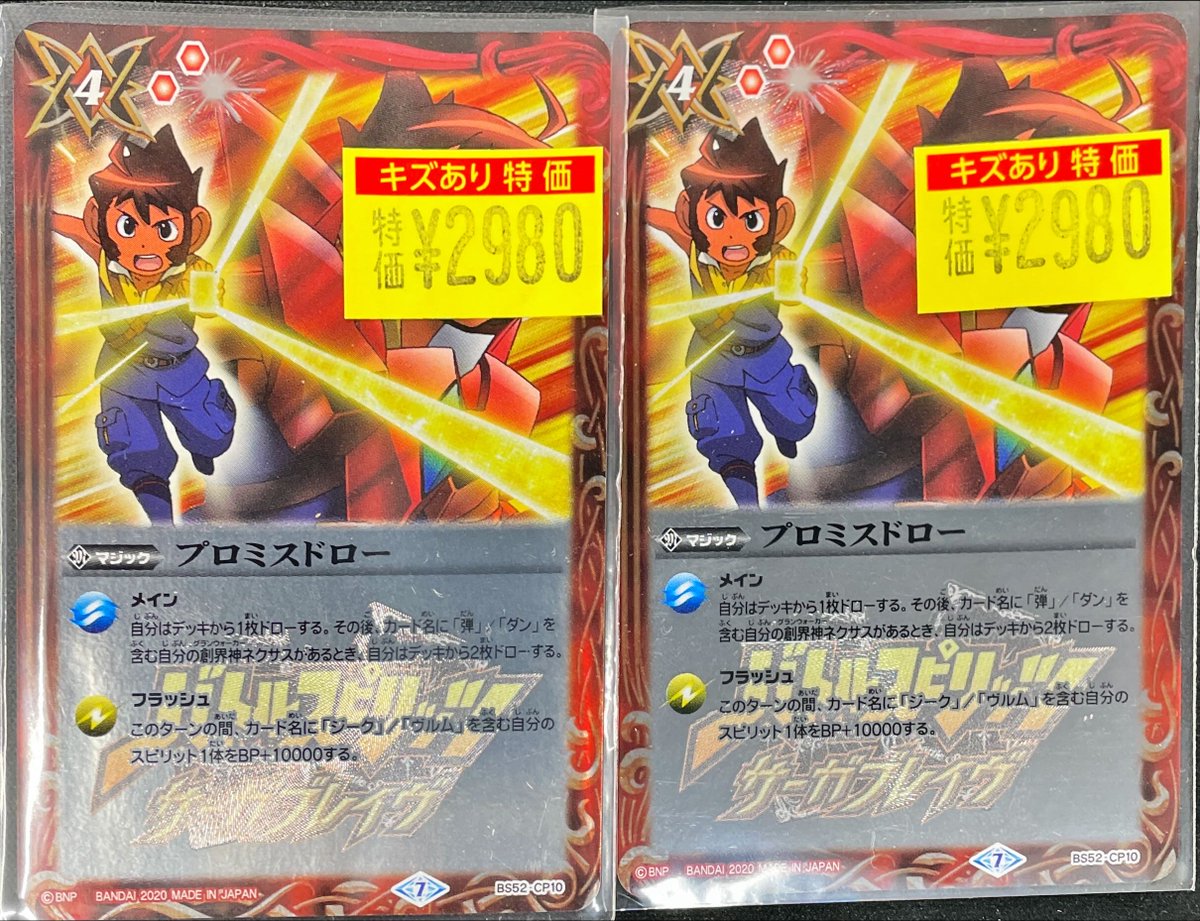 4
キズあり特価
特価 ¥2980
マジック プロミスドロー
メイン
自分はデッキから1枚ドローする。その後、カード名に「弾」/「ダン」を
含む自分の創界神ネクサスがあるとき、自分はデッキから2枚ドローする。
フラッシュ
このターンの間、カード名に「ジーク」/「ヴルム」を含む自分の
スピリット1体をBP+10000する。
バトルスピリッツ
サーガブレイヴ
©BNP BANDAI 2020 MADE IN JAPAN
7
BS52-CP10
4
キズあり特価
特価 ¥2980
マジック プロミスドロー
メイン
自分はデッキから1枚ドローする。その後、カード名に「弾」/「ダン」を
含む自分の創界神ネクサスがあるとき、自分はデッキから2枚ドローする。
フラッシュ
このターンの間、カード名に「ジーク」/「ヴルム」を含む自分の
スピリット1体をBP+10000する。
バトルスピリッツ
サーガブレイヴ
©BNP BANDAI 2020 MADE IN JAPAN
7
BS52-CP10